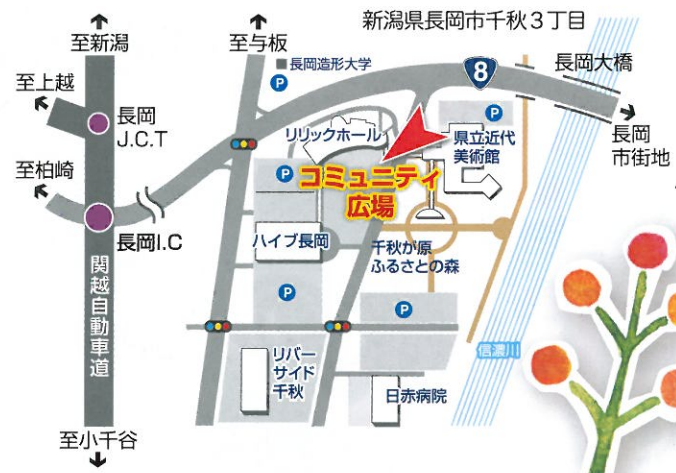 新潟県長岡市千秋3丁目
至新潟
至与板
長岡造形大学
P
8
長岡大橋
至上越
長岡
J.C.T
リリックホール
P
県立近代
美術館
長岡
市街地
至柏崎
P
コミュニティ
広場
長岡I.C
ハイブ長岡
千秋が原
ふるさとの森
関越自動車道
P
P
リバー
サイド
千秋
信濃川
日赤病院
至小千谷